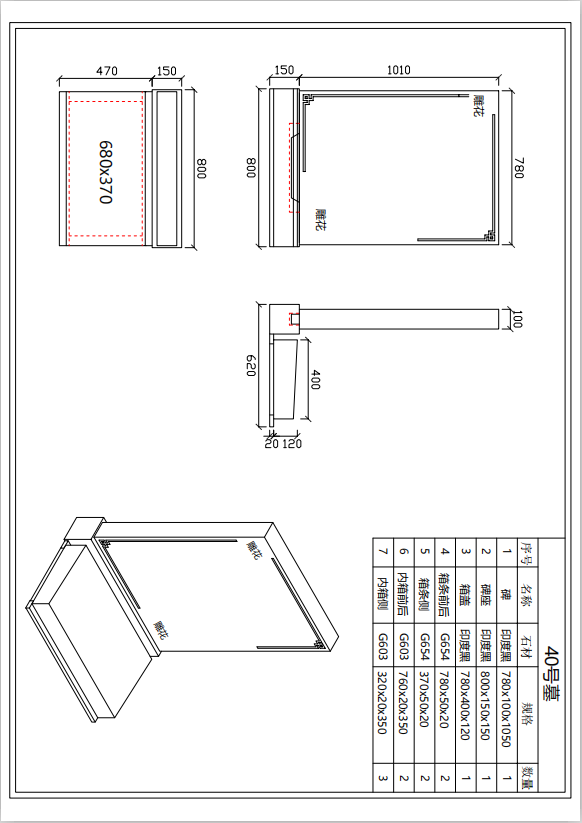 40号墓
序号 名称 石材 规格 数量
1 碑 印度黑 780x100x1050 1
2 碑座 印度黑 800x150x150 1
3 箱盖 印度黑 780x400x120 1
4 箱条前后 G654 780x50x20 2
5 箱条侧 G654 370x50x20 2
6 内箱前后 G603 760x20x350 2
7 内箱侧 G603 320x20x350 3
780
雕花
1010
雕花
150
800
100
400
120
20
620
800
150
470
680x370
雕花
雕花